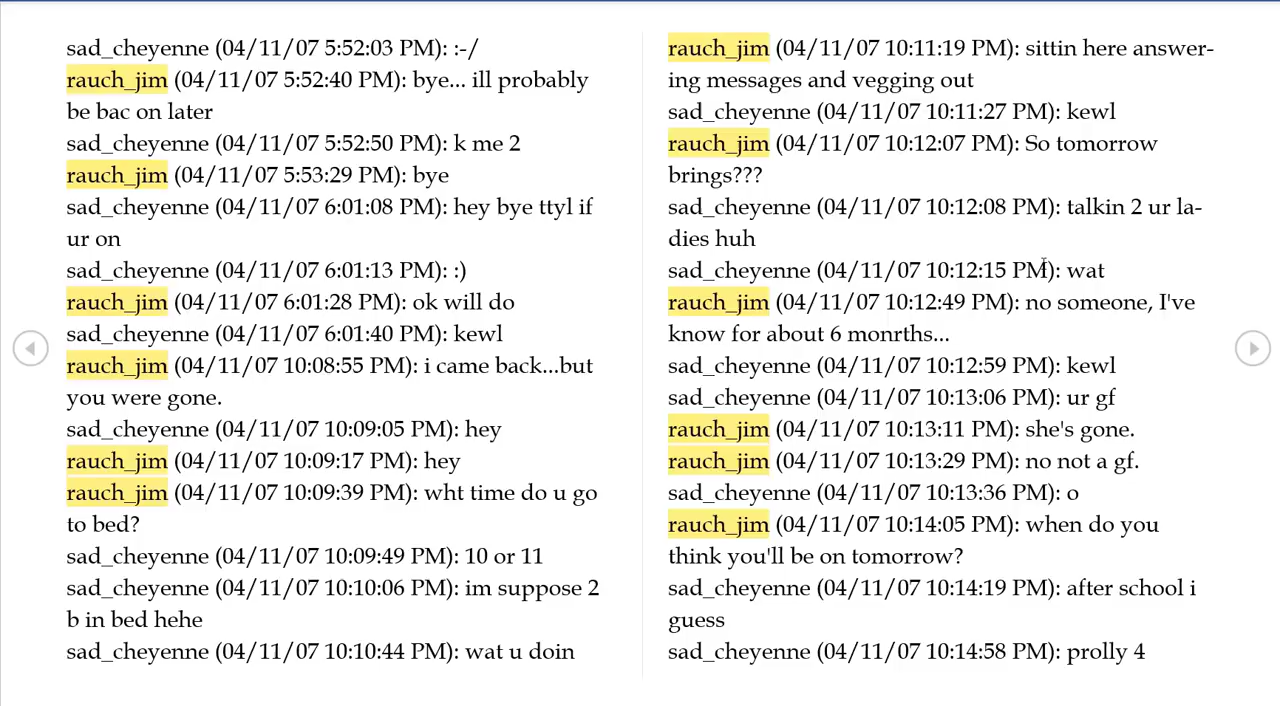 sad_cheyenne (04/11/07 5:52:03 PM): :-/
rauch_jim (04/11/07 5:52:40 PM): bye... ill probably
be bac on later
sad_cheyenne (04/11/07 5:52:50 PM): k me 2
rauch_jim (04/11/07 5:53:29 PM): bye
sad_cheyenne (04/11/07 6:01:08 PM): hey bye ttyl if
ur on
sad_cheyenne (04/11/07 6:01:13 PM): :)
rauch_jim (04/11/07 6:01:28 PM): ok will do
sad_cheyenne (04/11/07 6:01:40 PM): kewl
rauch_jim (04/11/07 10:08:55 PM): i came back...but
you were gone.
sad_cheyenne (04/11/07 10:09:05 PM): hey
rauch_jim (04/11/07 10:09:17 PM): hey
rauch_jim (04/11/07 10:09:39 PM): wht time do u go
to bed?
sad_cheyenne (04/11/07 10:09:49 PM): 10 or 11
sad_cheyenne (04/11/07 10:10:06 PM): im suppose 2
b in bed hehe
sad_cheyenne (04/11/07 10:10:44 PM): wat u doin
rauch_jim (04/11/07 10:11:19 PM): sittin here answer-
ing messages and vegging out
sad_cheyenne (04/11/07 10:11:27 PM): kewl
rauch_jim (04/11/07 10:12:07 PM): So tomorrow
brings???
sad_cheyenne (04/11/07 10:12:08 PM): talkin 2 ur la-
dies huh
sad_cheyenne (04/11/07 10:12:15 PM): wat
rauch_jim (04/11/07 10:12:49 PM): no someone, I've
know for about 6 monrths...
sad_cheyenne (04/11/07 10:12:59 PM): kewl
sad_cheyenne (04/11/07 10:13:06 PM): ur gf
rauch_jim (04/11/07 10:13:11 PM): she's gone.
rauch_jim (04/11/07 10:13:29 PM): no not a gf.
sad_cheyenne (04/11/07 10:13:36 PM): o
rauch_jim (04/11/07 10:14:05 PM): when do you
think you'll be on tomorrow?
sad_cheyenne (04/11/07 10:14:19 PM): after school i
guess
sad_cheyenne (04/11/07 10:14:58 PM): prolly 4